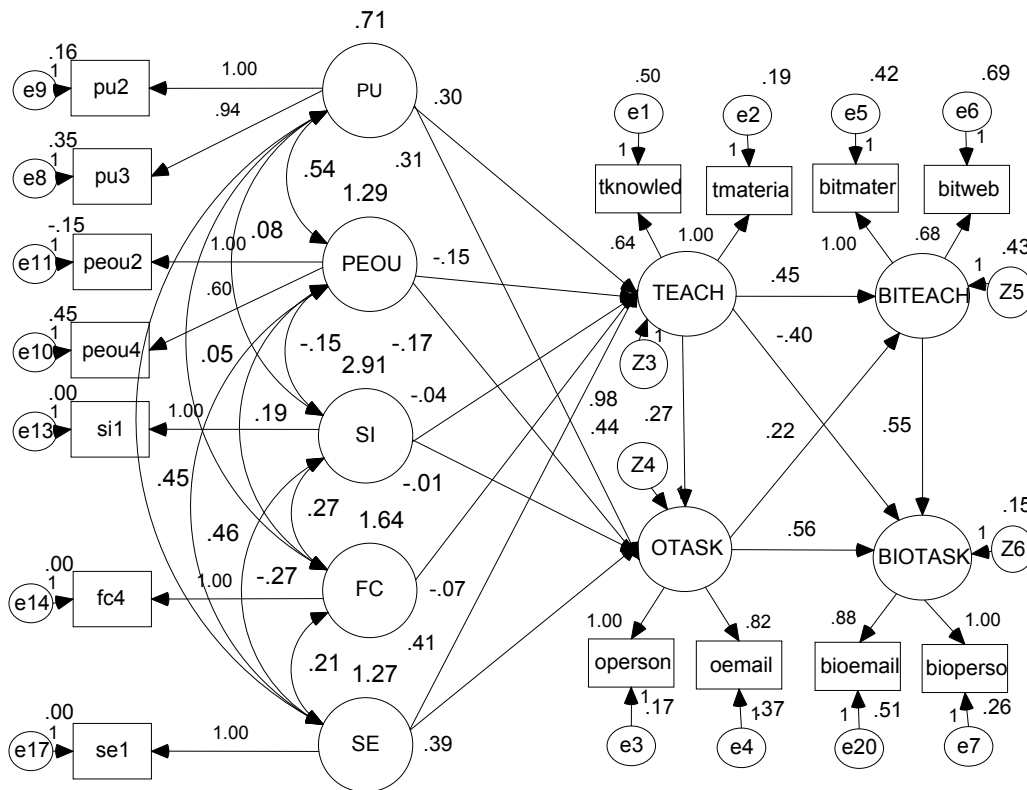 .71
.16
1
e9
pu2
1.00
PU
.30
.94
.35
1
e8
pu3
.31
.54
1.29
-.15
1
e11
peou2
1.00
.08
PEOU
-.15
.60
.45
1
e10
peou4
.05
-.15
-.17
2.91
.00
1
e13
si1
1.00
.19
SI
-.04
.45
-.01
.46
.27
1.64
.00
1
e14
fc4
1.00
-.27
FC
-.07
.21
.41
1.27
.00
1
e17
se1
1.00
SE
.39
.50
.19
.42
.69
e1
e2
e5
e6
1
1
1
1
tknowled
tmateria
bitmater
bitweb
.64
1.00
1.00
.68
.43
TEACH
.45
BITEACH
1
Z5
1
Z3
-.40
.98
.27
.44
.22
.55
Z4
1
.15
OTASK
.56
BIOTASK
1
Z6
1.00
.82
.88
1.00
operson
oemail
bioemail
bioperso
1
.17
1
.37
1
.51
1
.26
e3
e4
e20
e7